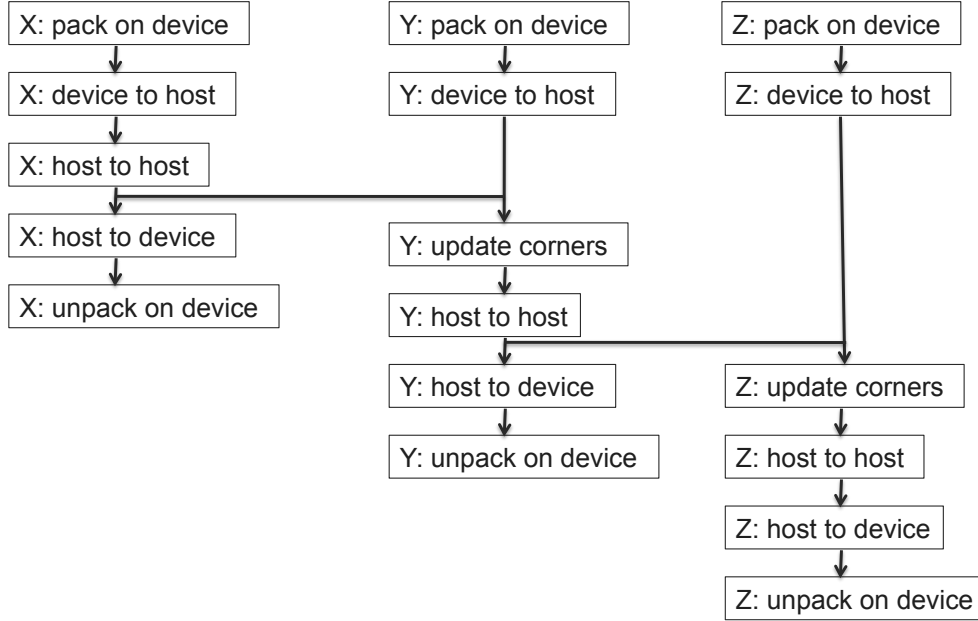 X: pack on device
X: device to host
X: host to host
X: host to device
X: unpack on device
Y: pack on device
Y: device to host
Y: update corners
Y: host to host
Y: host to device
Y: unpack on device
Z: pack on device
Z: device to host
Z: update corners
Z: host to host
Z: host to device
Z: unpack on device